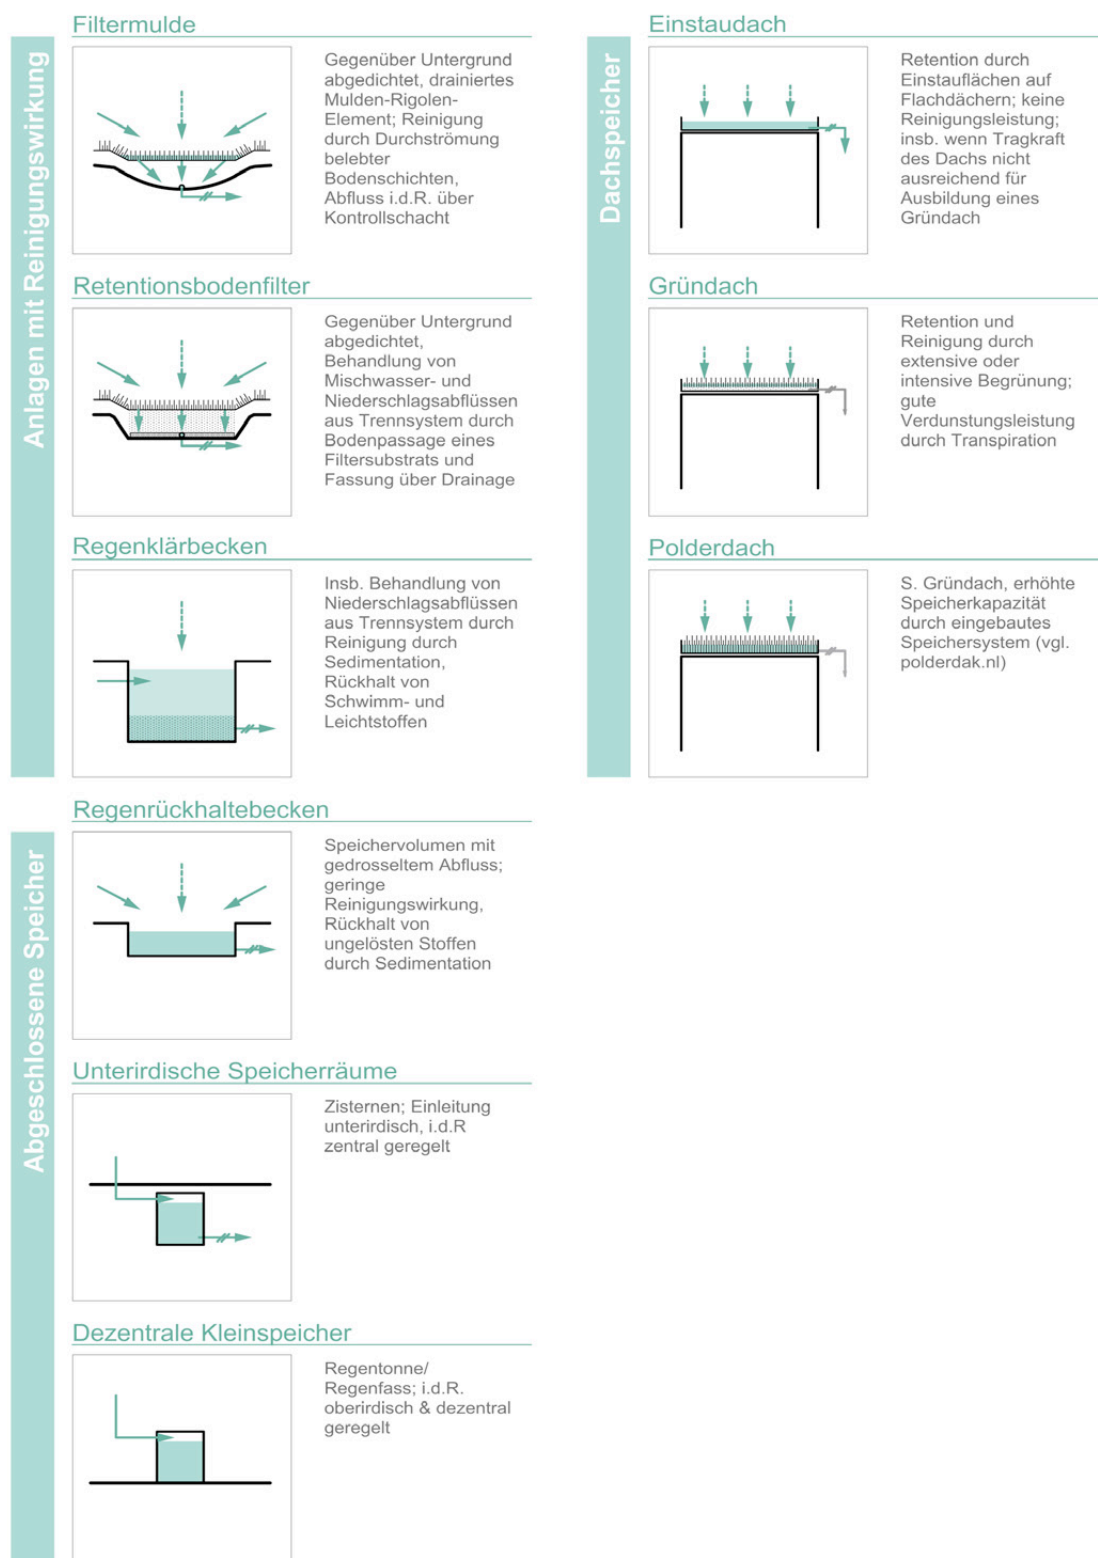 Anlagen mit Reinigungswirkung
Filtermulde
Gegenüber Untergrund
abgedichtet, drainiertes
Mulden-Rigolen-
Element; Reinigung
durch Durchströmung
belebter
Bodenschichten,
Abfluss i.d.R. über
Kontrollschacht
Retentionsbodenfilter
Gegenüber Untergrund
abgedichtet,
Behandlung von
Mischwasser- und
Niederschlagsabflüssen
aus Trennsystem durch
Bodenpassage eines
Filtersubstrats und
Fassung über Drainage
Regenklärbecken
Insb. Behandlung von
Niederschlagsabflüssen
aus Trennsystem durch
Reinigung durch
Sedimentation,
Rückhalt von
Schwimm- und
Leichtstoffen
Abgeschlossene Speicher
Regenrückhaltebecken
Speichervolumen mit
gedrosseltem Abfluss;
geringe
Reinigungswirkung,
Rückhalt von
ungelösten Stoffen
durch Sedimentation
Unterirdische Speicherräume
Zisternen; Einleitung
unterirdisch, i.d.R
zentral geregelt
Dezentrale Kleinspeicher
Regentonne/
Regenfass; i.d.R.
oberirdisch & dezentral
geregelt
Dachspeicher
Einstaudach
Retention durch
Einstauflächen auf
Flachdächern; keine
Reinigungsleistung;
insb. wenn Tragkraft
des Dachs nicht
ausreichend für
Ausbildung eines
Gründach
Gründach
Retention und
Reinigung durch
extensive oder
intensive Begrünung;
gute
Verdunstungsleistung
durch Transpiration
Polderdach
S. Gründach, erhöhte
Speicherkapazität
durch eingebautes
Speichersystem (vgl.
polderdak.nl)